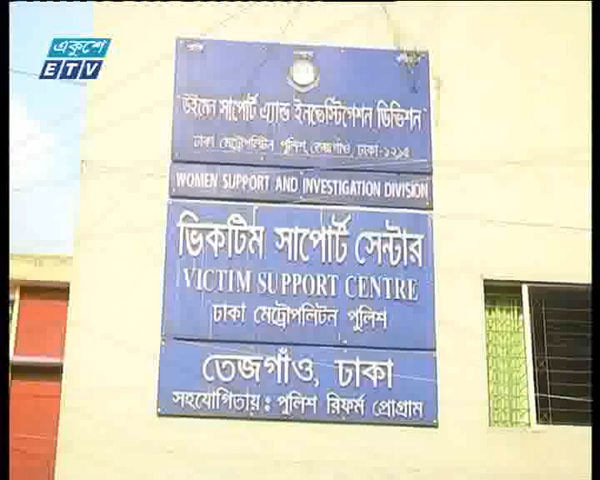 একুশে
ETV
উইমেন সাপোর্ট এ্যান্ড ইনভেস্টিগেশন ডিভিশন
ঢাকা মেট্রোপলিটন পুলিশ, তেজগাঁও, ঢাকা-১২১৫
WOMEN SUPPORT AND INVESTIGATION DIVISION
ভিকটিম সাপোর্ট সেন্টার
VICTIM SUPPORT CENTRE
ঢাকা মেট্রোপলিটন পুলিশ
তেজগাঁও, ঢাকা
সহযোগিতায় : পুলিশ রিফর্ম প্রোগ্রাম